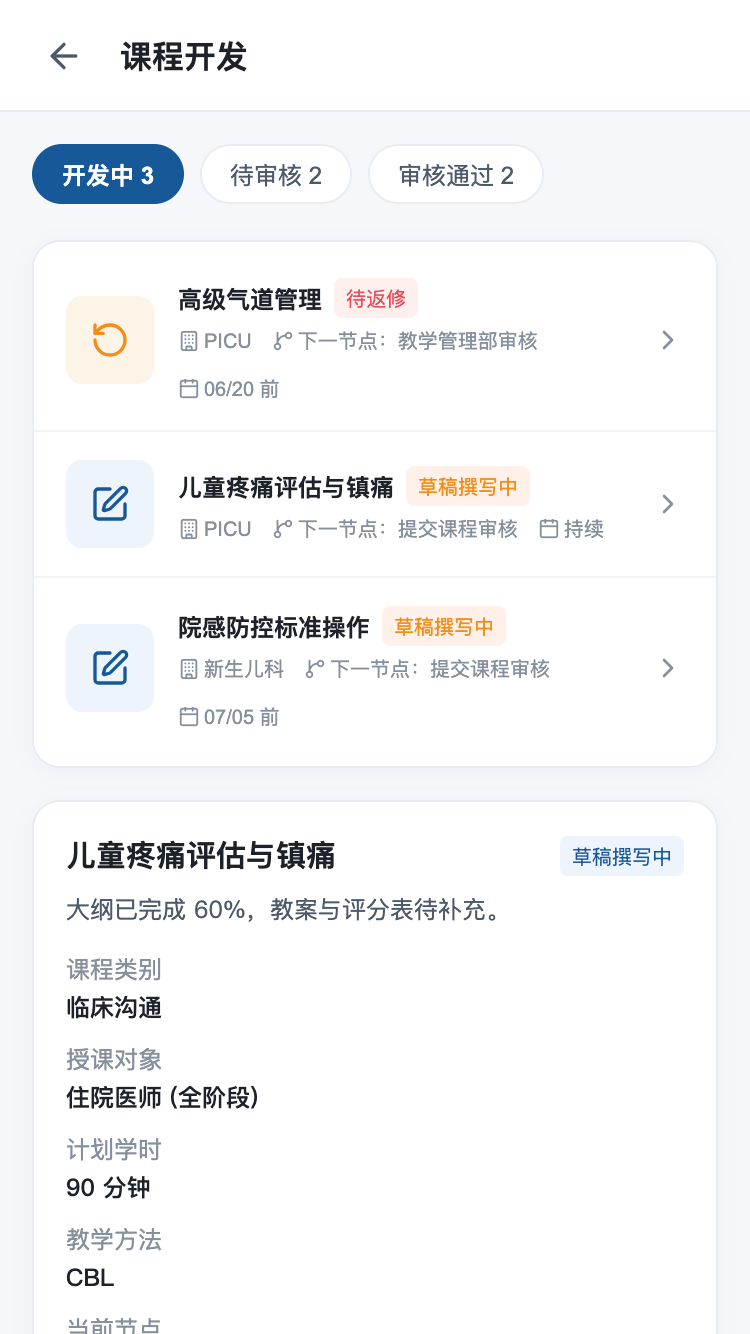 课程开发
开发中 3
待审核 2
审核通过 2
高级气道管理 待返修
PICU 下一节点：教学管理部审核
06/20 前
儿童疼痛评估与镇痛 草稿撰写中
PICU 下一节点：提交课程审核 持续
院感防控标准操作 草稿撰写中
新生儿科 下一节点：提交课程审核
07/05 前
儿童疼痛评估与镇痛 草稿撰写中
大纲已完成 60%，教案与评分表待补充。
课程类别
临床沟通
授课对象
住院医师 (全阶段)
计划学时
90 分钟
教学方法
CBL
当前节点